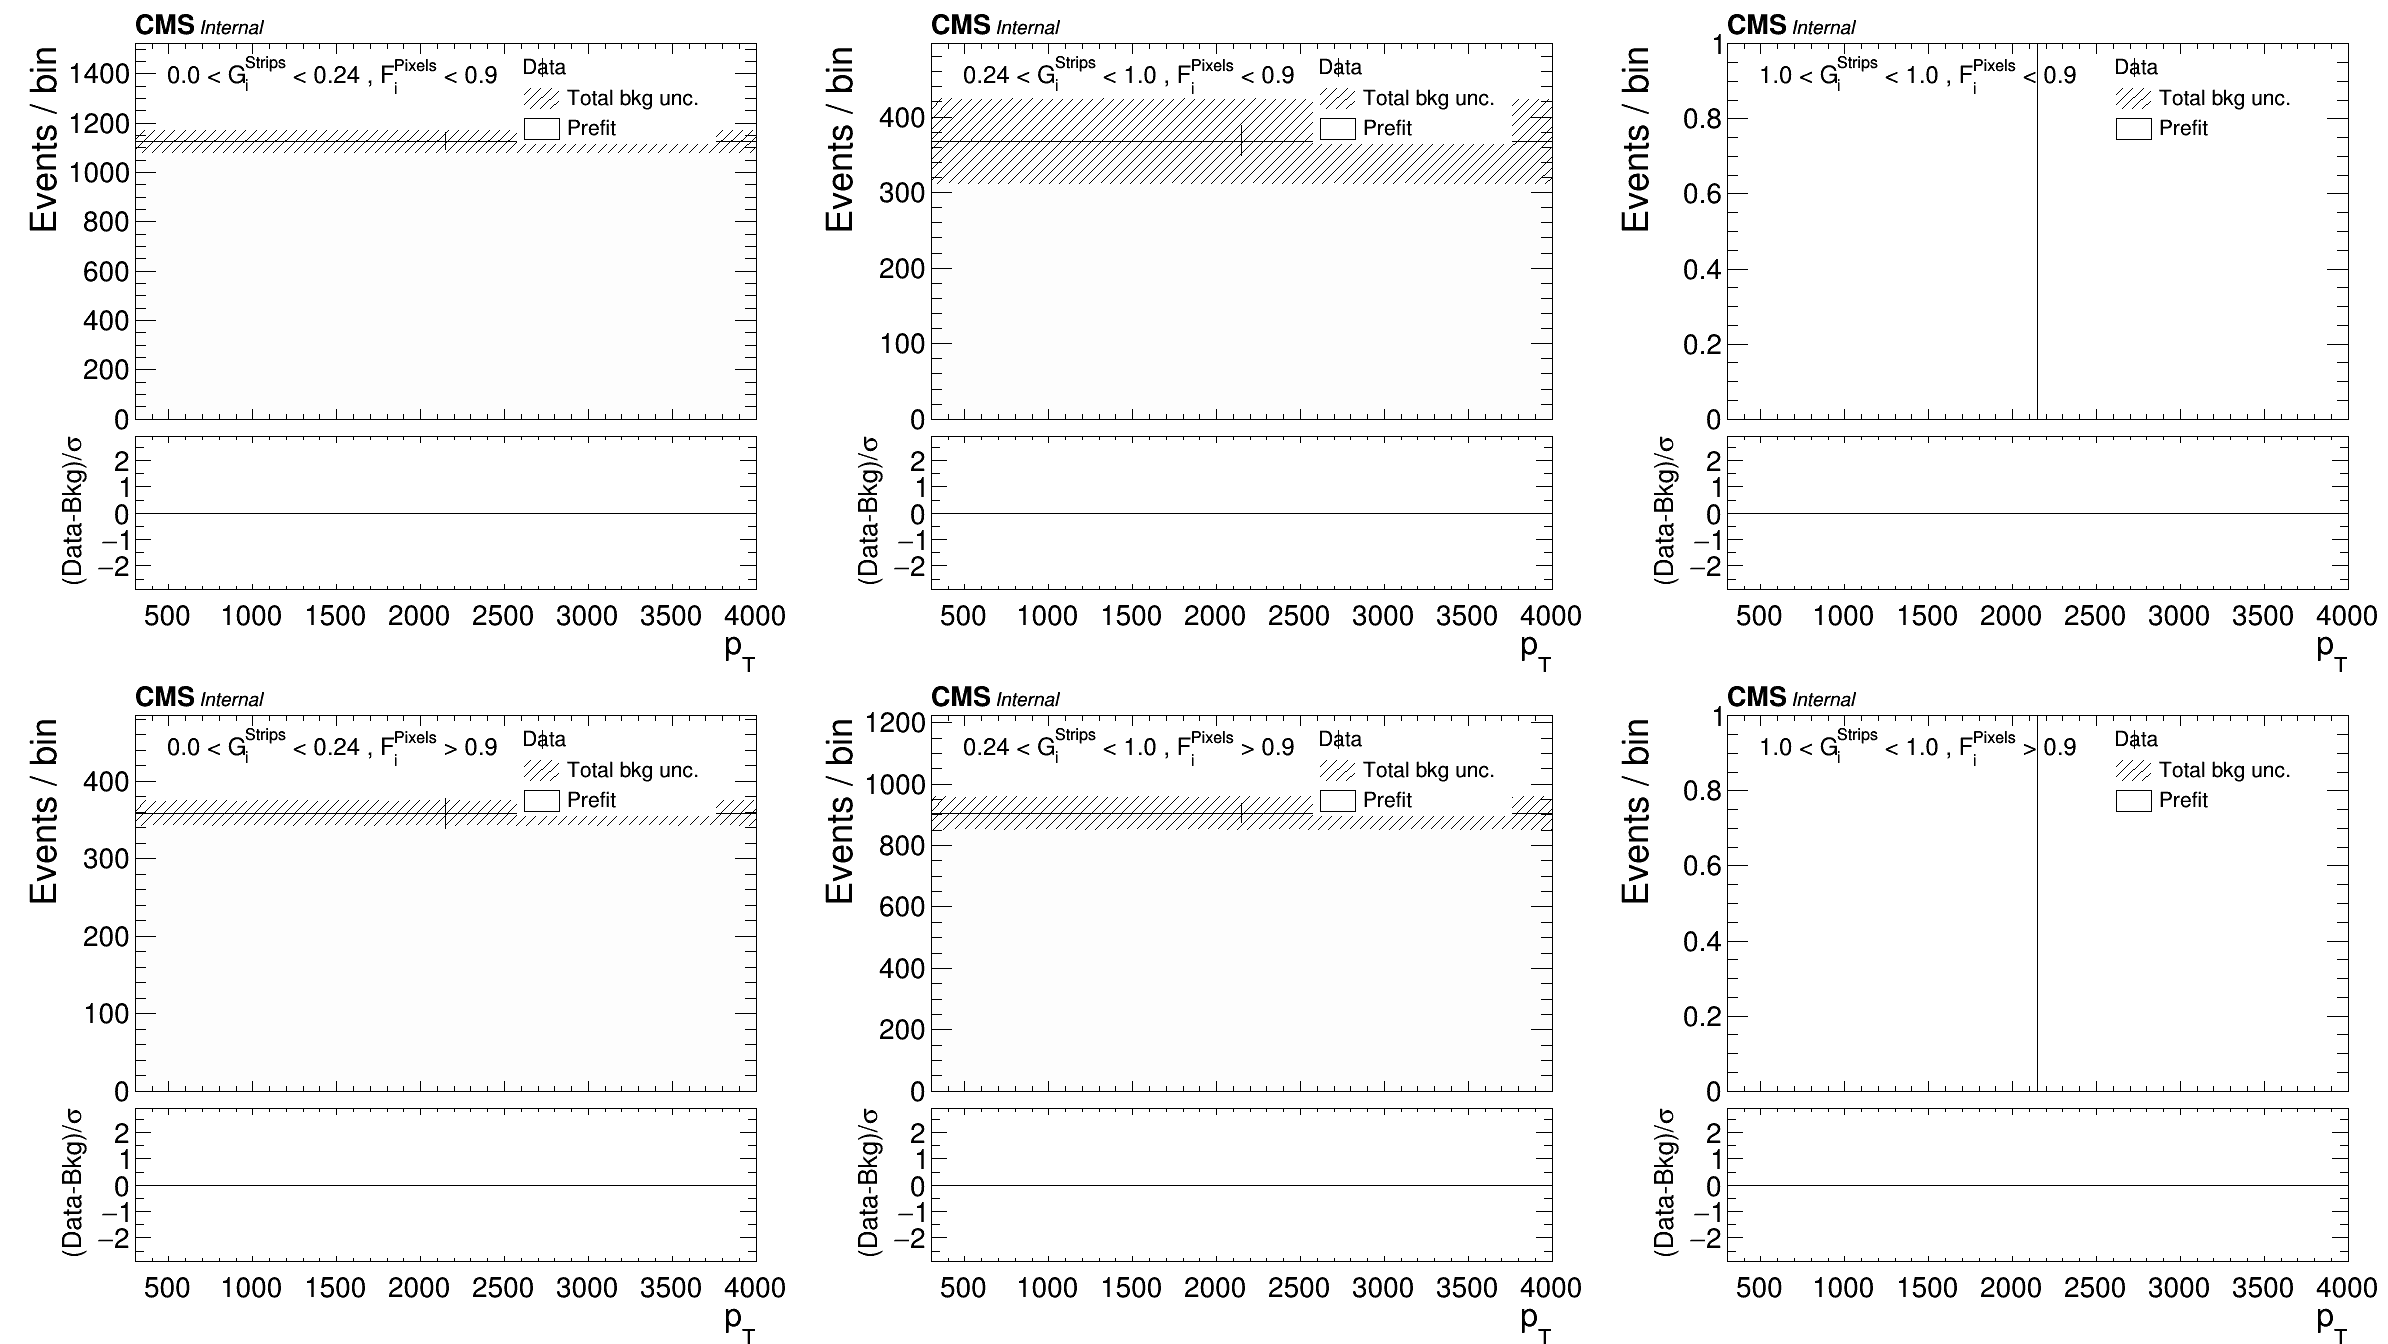 CMS Internal
Events / bin
0.0 < G_i^Strips < 0.24 , F_i^Pixels < 0.9
Data
Total bkg unc.
Prefit
1400
1200
1000
800
600
400
200
0
(Data-Bkg)/σ
2
1
0
−1
−2
500 1000 1500 2000 2500 3000 3500 4000
p_T
CMS Internal
Events / bin
0.24 < G_i^Strips < 1.0 , F_i^Pixels < 0.9
Data
Total bkg unc.
Prefit
400
300
200
100
0
(Data-Bkg)/σ
2
1
0
−1
−2
500 1000 1500 2000 2500 3000 3500 4000
p_T
CMS Internal
Events / bin
1.0 < G_i^Strips < 1.0 , F_i^Pixels < 0.9
Data
Total bkg unc.
Prefit
1
0.8
0.6
0.4
0.2
0
(Data-Bkg)/σ
2
1
0
−1
−2
500 1000 1500 2000 2500 3000 3500 4000
p_T
CMS Internal
Events / bin
0.0 < G_i^Strips < 0.24 , F_i^Pixels > 0.9
Data
Total bkg unc.
Prefit
400
300
200
100
0
(Data-Bkg)/σ
2
1
0
−1
−2
500 1000 1500 2000 2500 3000 3500 4000
p_T
CMS Internal
Events / bin
0.24 < G_i^Strips < 1.0 , F_i^Pixels > 0.9
Data
Total bkg unc.
Prefit
1200
1000
800
600
400
200
0
(Data-Bkg)/σ
2
1
0
−1
−2
500 1000 1500 2000 2500 3000 3500 4000
p_T
CMS Internal
Events / bin
1.0 < G_i^Strips < 1.0 , F_i^Pixels > 0.9
Data
Total bkg unc.
Prefit
1
0.8
0.6
0.4
0.2
0
(Data-Bkg)/σ
2
1
0
−1
−2
500 1000 1500 2000 2500 3000 3500 4000
p_T